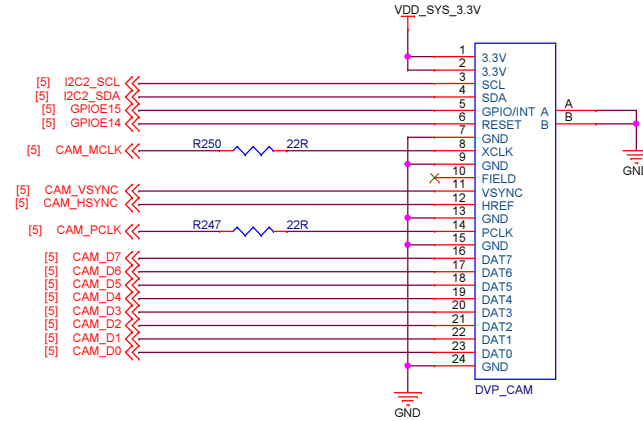 VDD_SYS_3.3V
1 3.3V
2 3.3V
[5] I2C2_SCL 3 SCL
[5] I2C2_SDA 4 SDA
[5] GPIOE15 5 GPIO/INT A A
[5] GPIOE14 6 RESET B B
7 GND
[5] CAM_MCLK R250 22R 8 XCLK
9 GND
GND
10 FIELD
[5] CAM_VSYNC 11 VSYNC
[5] CAM_HSYNC 12 HREF
13 GND
[5] CAM_PCLK R247 22R 14 PCLK
15 GND
[5] CAM_D7 16 DAT7
[5] CAM_D6 17 DAT6
[5] CAM_D5 18 DAT5
[5] CAM_D4 19 DAT4
[5] CAM_D3 20 DAT3
[5] CAM_D2 21 DAT2
[5] CAM_D1 22 DAT1
[5] CAM_D0 23 DAT0
24 GND
DVP_CAM
GND